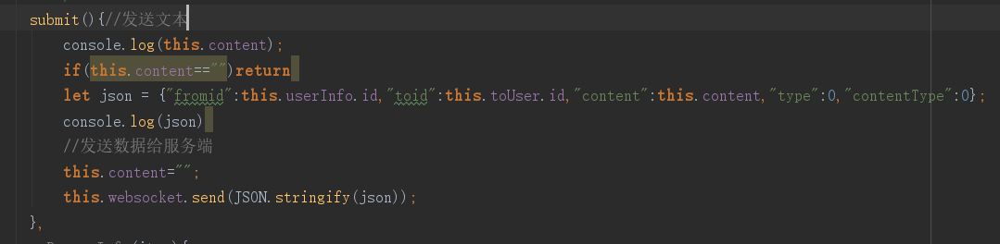 submit(){//发送文本
console.log(this.content);
if(this.content=="")return
let json = {"fromid":this.userInfo.id,"toid":this.toUser.id,"content":this.content,"type":0,"contentType":0};
console.log(json)
//发送数据给服务端
this.content="";
this.websocket.send(JSON.stringify(json));
},